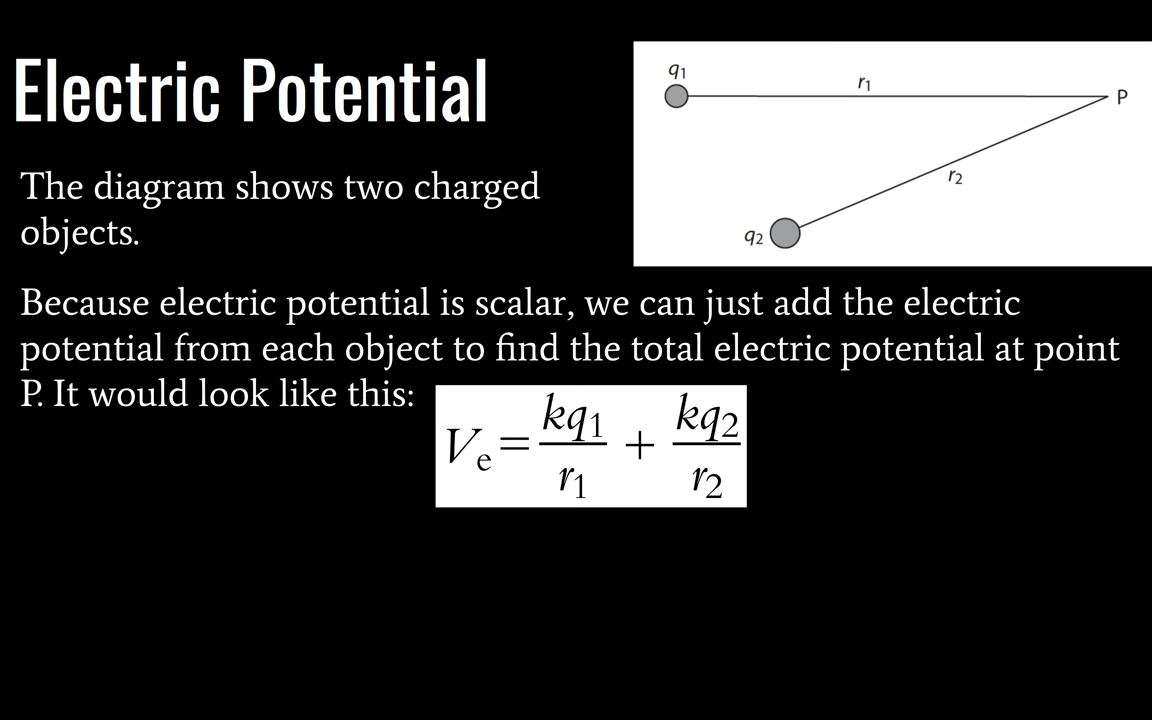 Electric Potential
q1
r1
P
r2
q2
The diagram shows two charged
objects.
Because electric potential is scalar, we can just add the electric
potential from each object to find the total electric potential at point
P. It would look like this:
Ve = kq1/r1 + kq2/r2